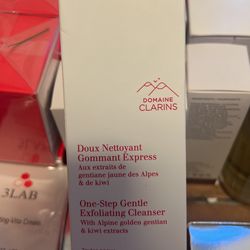 DOMAINE
CLARINS
Doux Nettoyant
Gommant Express
Aux extraits de
gentiane jaune des Alpes
& de kiwi
One-Step Gentle
Exfoliating Cleanser
With Alpine golden gentian
& kiwi extracts
3LAB